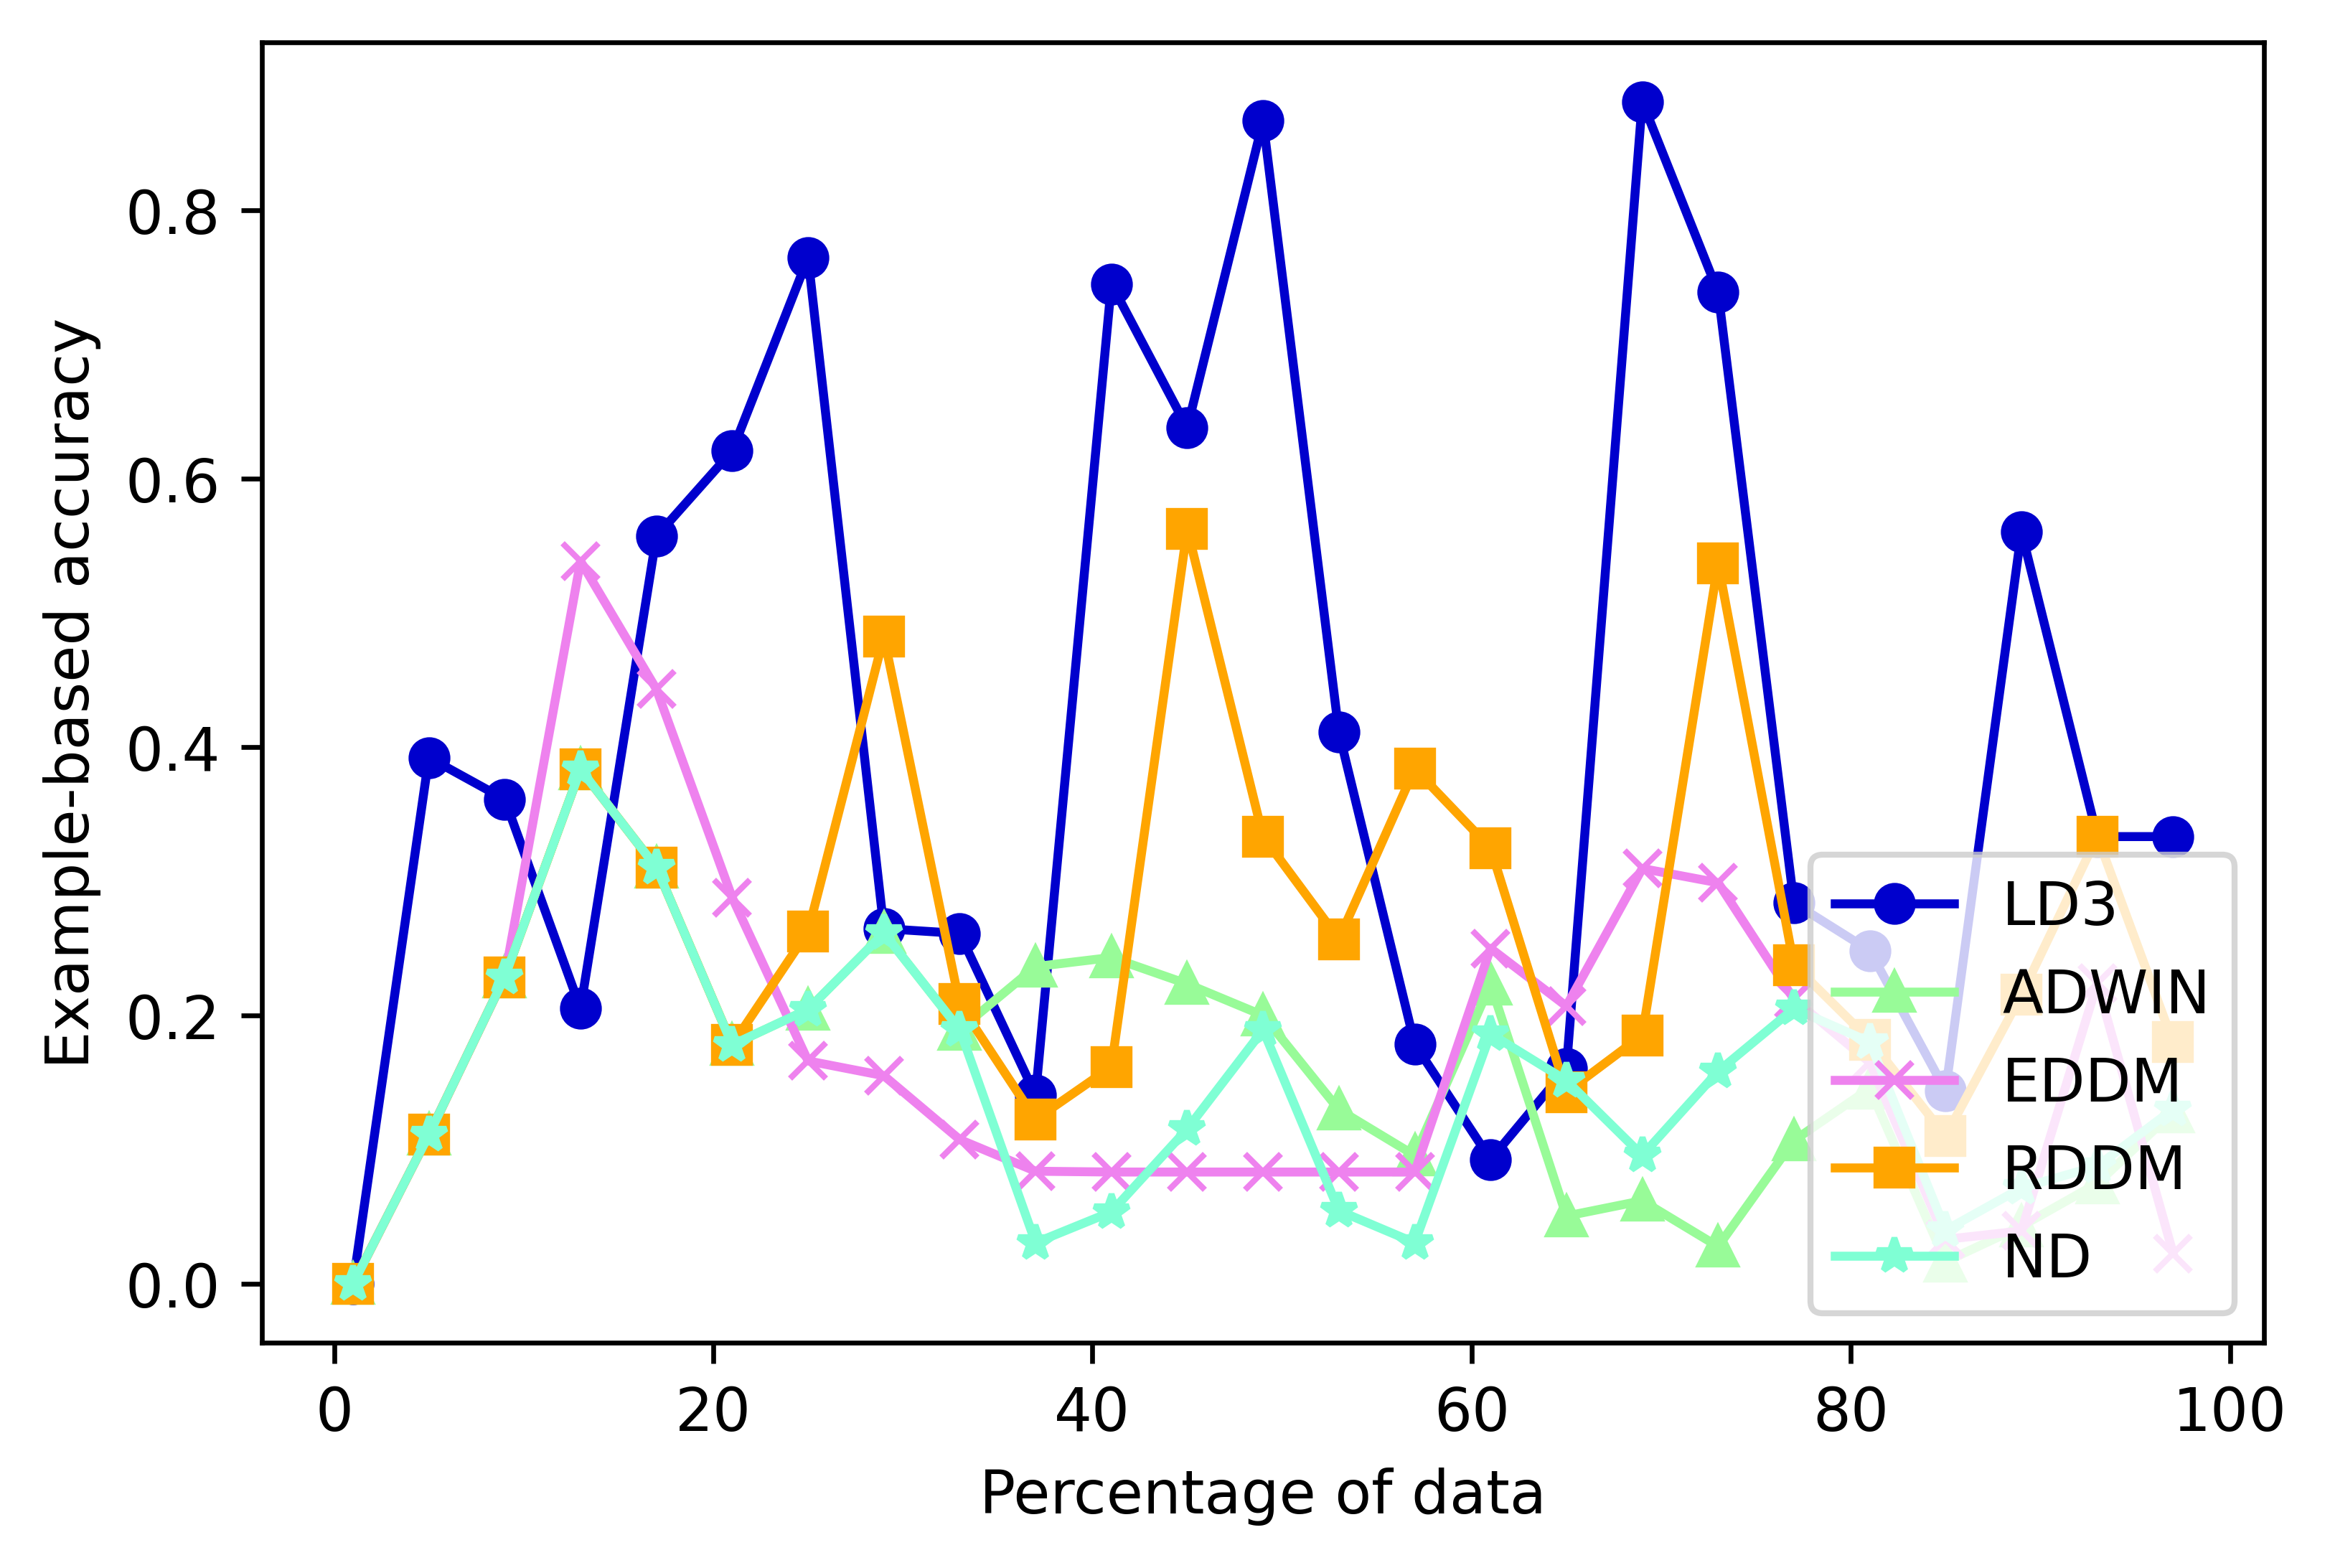 Example-based accuracy
0.8
0.6
0.4
0.2
0.0
0
20
40
60
80
100
Percentage of data
LD3
ADWIN
EDDM
RDDM
ND